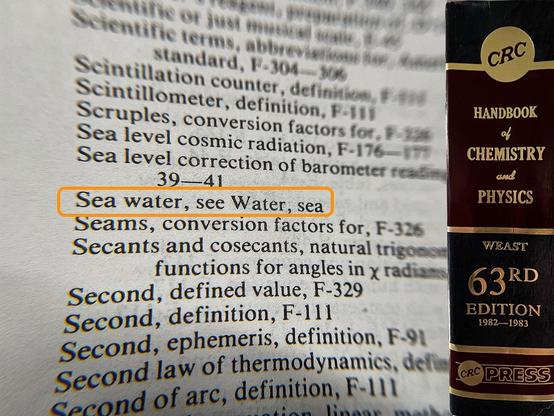 Scientific or just musical scale,
Scientific terms, abbreviations for,
standard, F-304—306
Scintillation counter, definition,
Scintillometer, definition, F-111
Scruples, conversion factors for,
Sea level cosmic radiation, F-176—177
Sea level correction of barometer reading
39—41
Sea water, see Water, sea
Seams, conversion factors for, F-326
Secants and cosecants, natural trigonom
functions for angles in χ radians
Second, defined value, F-329
Second, definition, F-111
Second, ephemeris, definition, F-91
Second law of thermodynamics, defin
Second of arc, definition, F-111
CRC
HANDBOOK
of
CHEMISTRY
and
PHYSICS
WEAST
63RD
EDITION
1982–1983
CRC PRESS